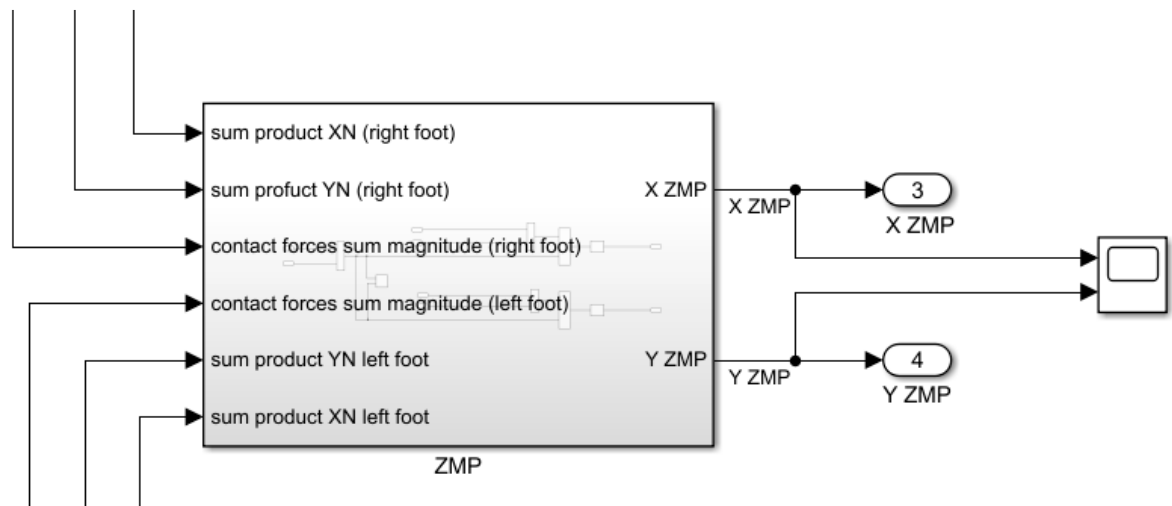 sum product XN (right foot)
sum profuct YN (right foot)
contact forces sum magnitude (right foot)
contact forces sum magnitude (left foot)
sum product YN left foot
sum product XN left foot
X ZMP
Y ZMP
ZMP
X ZMP
Y ZMP
3
X ZMP
4
Y ZMP